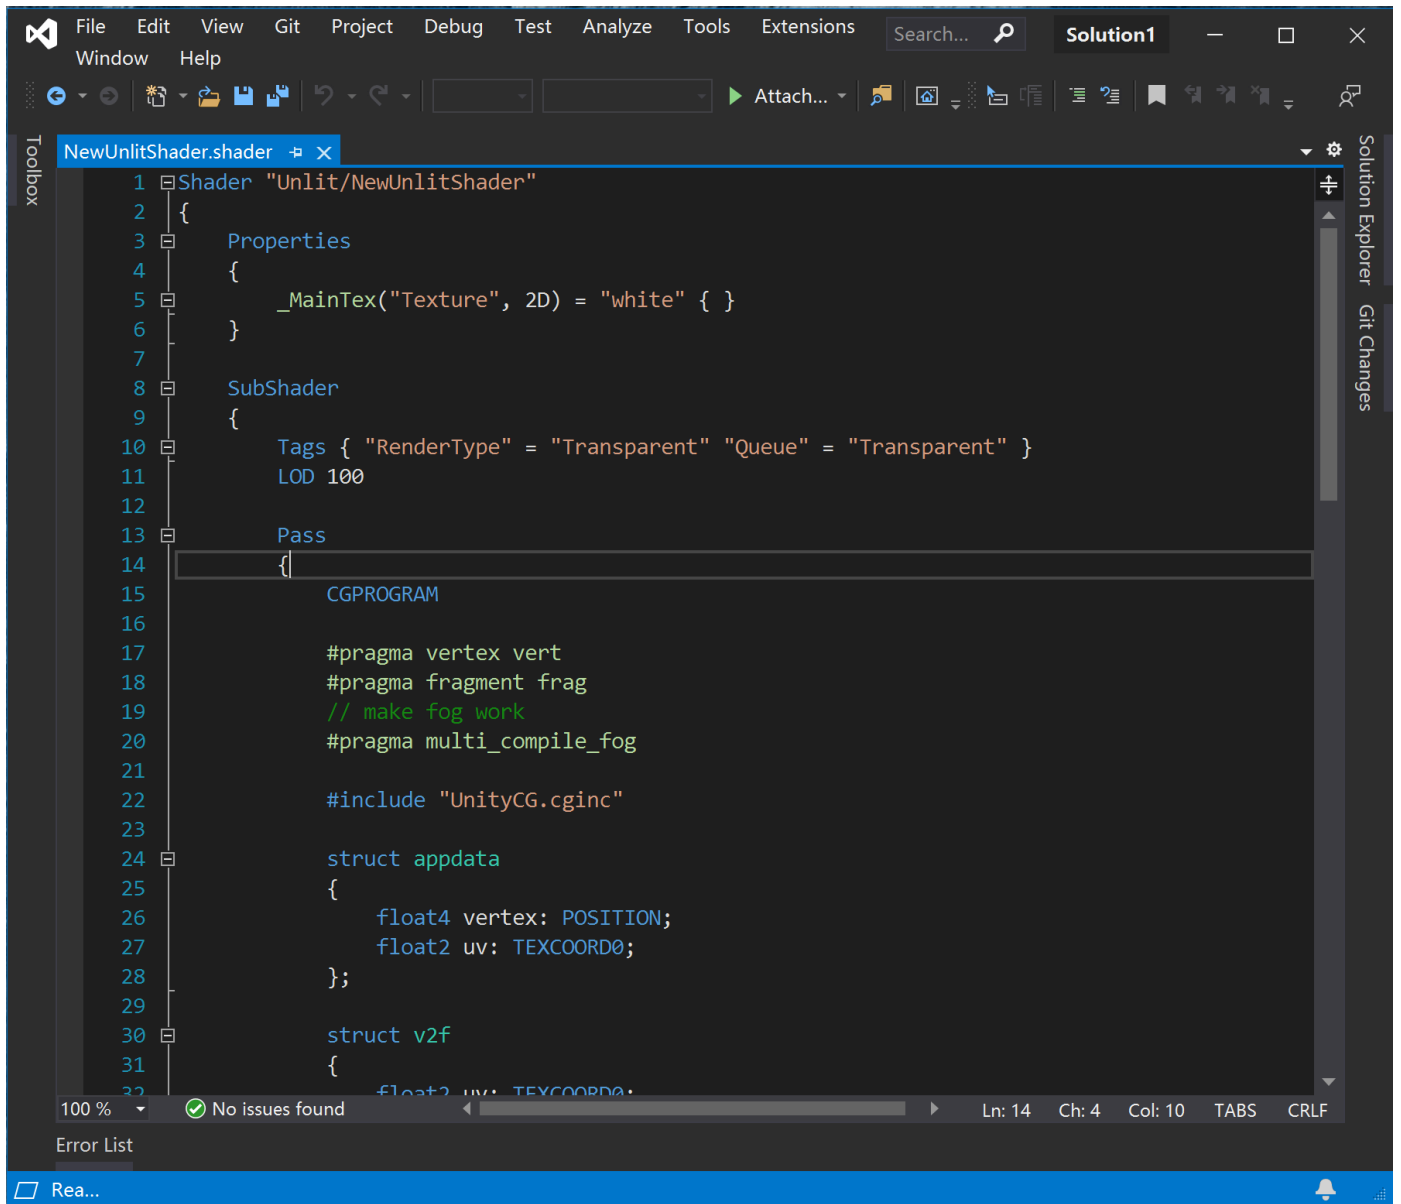 File Edit View Git Project Debug Test Analyze Tools Extensions Search... Solution1
Window Help
Attach...
Toolbox
NewUnlitShader.shader
Solution Explorer
Git Changes
1 Shader "Unlit/NewUnlitShader"
2 {
3 Properties
4 {
5 _MainTex("Texture", 2D) = "white" { }
6 }
7
8 SubShader
9 {
10 Tags { "RenderType" = "Transparent" "Queue" = "Transparent" }
11 LOD 100
12
13 Pass
14 {
15 CGPROGRAM
16
17 #pragma vertex vert
18 #pragma fragment frag
19 // make fog work
20 #pragma multi_compile_fog
21
22 #include "UnityCG.cginc"
23
24 struct appdata
25 {
26 float4 vertex: POSITION;
27 float2 uv: TEXCOORD0;
28 };
29
30 struct v2f
31 {
32 float2 uv: TEXCOORD0;
100 % No issues found Ln: 14 Ch: 4 Col: 10 TABS CRLF
Error List
Rea...